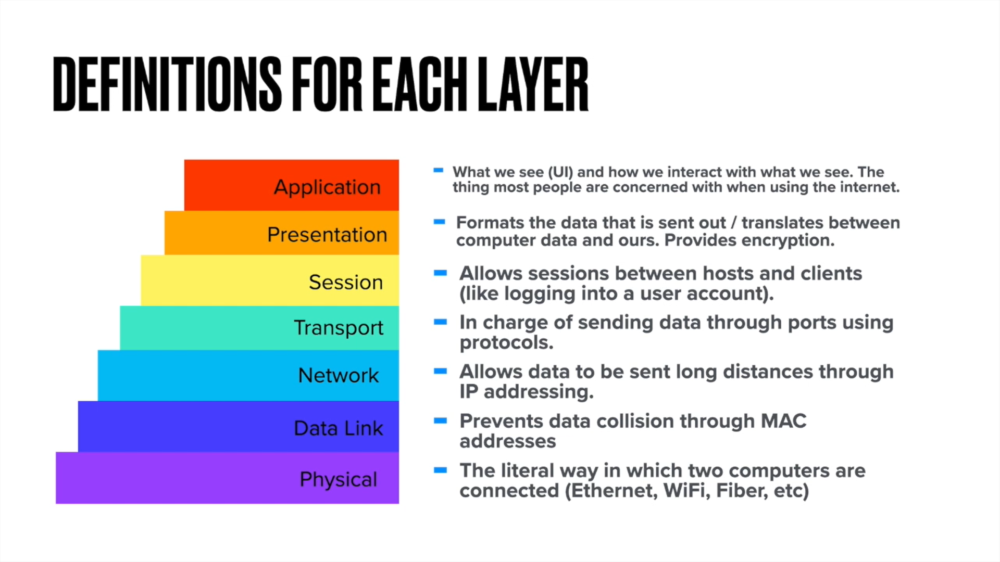 DEFINITIONS FOR EACH LAYER
Application
What we see (UI) and how we interact with what we see. The
thing most people are concerned with when using the internet.
Presentation
Formats the data that is sent out / translates between
computer data and ours. Provides encryption.
Session
Allows sessions between hosts and clients
(like logging into a user account).
Transport
In charge of sending data through ports using
protocols.
Network
Allows data to be sent long distances through
IP addressing.
Data Link
Prevents data collision through MAC
addresses
Physical
The literal way in which two computers are
connected (Ethernet, WiFi, Fiber, etc)